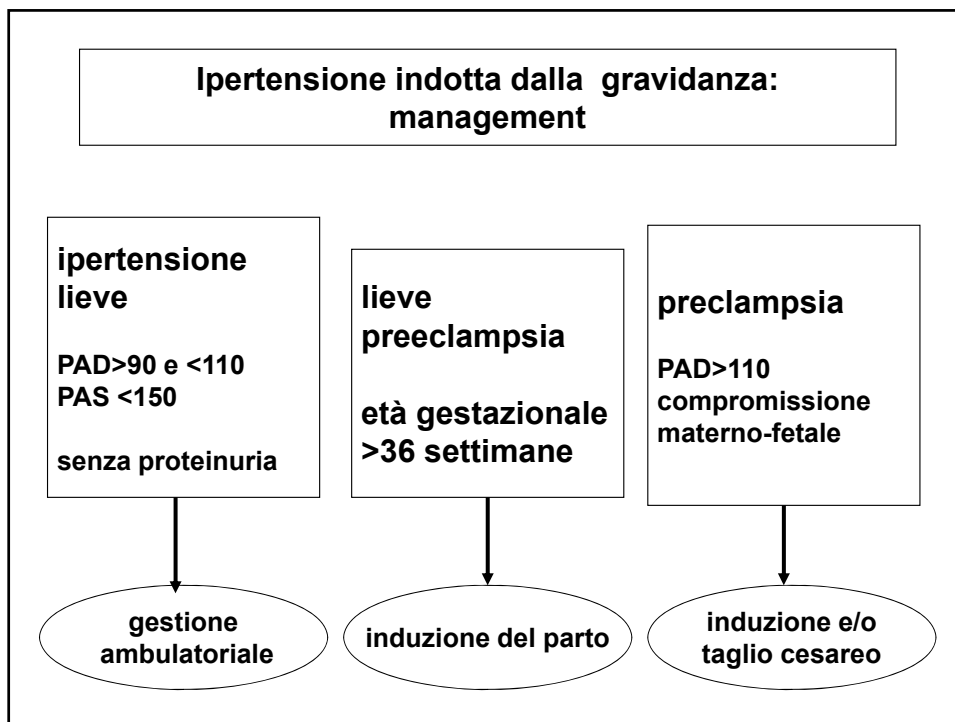 Ipertensione indotta dalla gravidanza:
management
ipertensione
lieve
PAD>90 e <110
PAS <150
senza proteinuria
lieve
preeclampsia
età gestazionale
>36 settimane
preclampsia
PAD>110
compromissione
materno-fetale
gestione
ambulatoriale
induzione del parto
induzione e/o
taglio cesareo